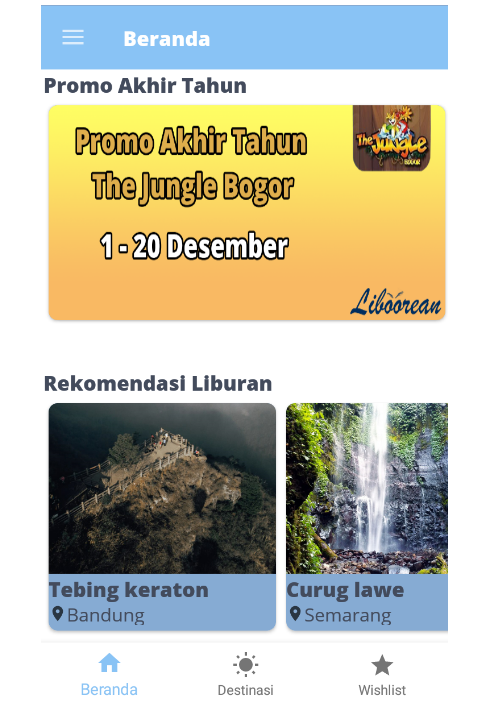 Beranda
Promo Akhir Tahun
Promo Akhir Tahun
The Jungle
BOGOR
The Jungle Bogor
1 - 20 Desember
Liboorean
Rekomendasi Liburan
Tebing keraton
Bandung
Curug lawe
Semarang
Beranda
Destinasi
Wishlist